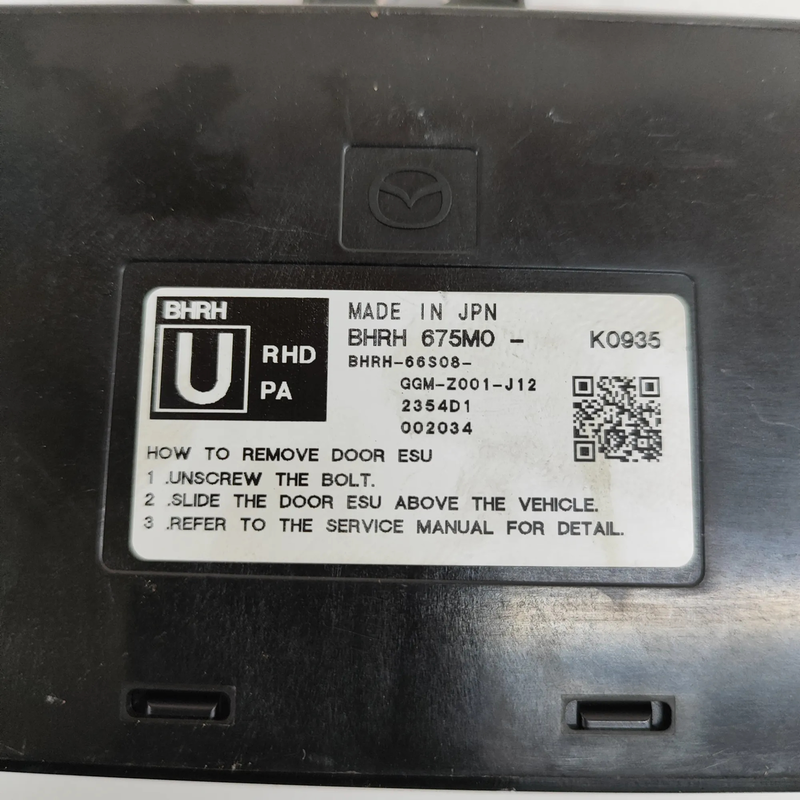 BHRH
U
RHD
PA
MADE IN JPN
BHRH 675M0 - K0935
BHRH-66S08-
GGM-Z001-J12
2354D1
002034
HOW TO REMOVE DOOR ESU
1 .UNSCREW THE BOLT.
2 .SLIDE THE DOOR ESU ABOVE THE VEHICLE.
3 .REFER TO THE SERVICE MANUAL FOR DETAIL.